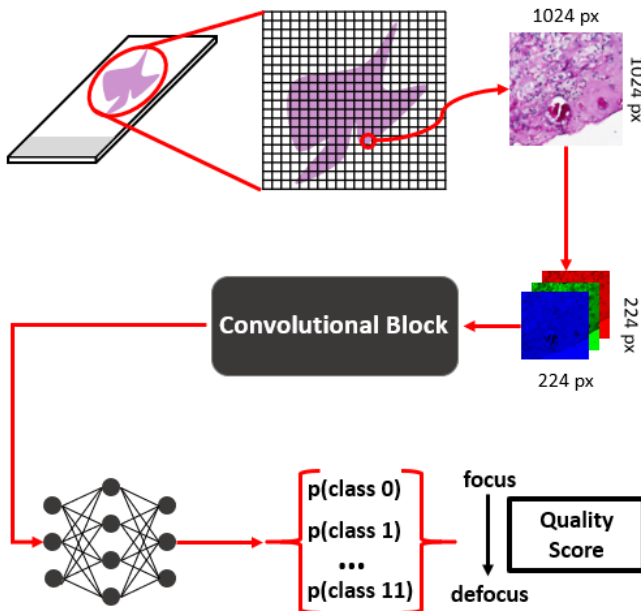 1024 px
1024 px
Convolutional Block
224 px
224 px
p(class 0)
p(class 1)
...
p(class 11)
focus
defocus
Quality
Score